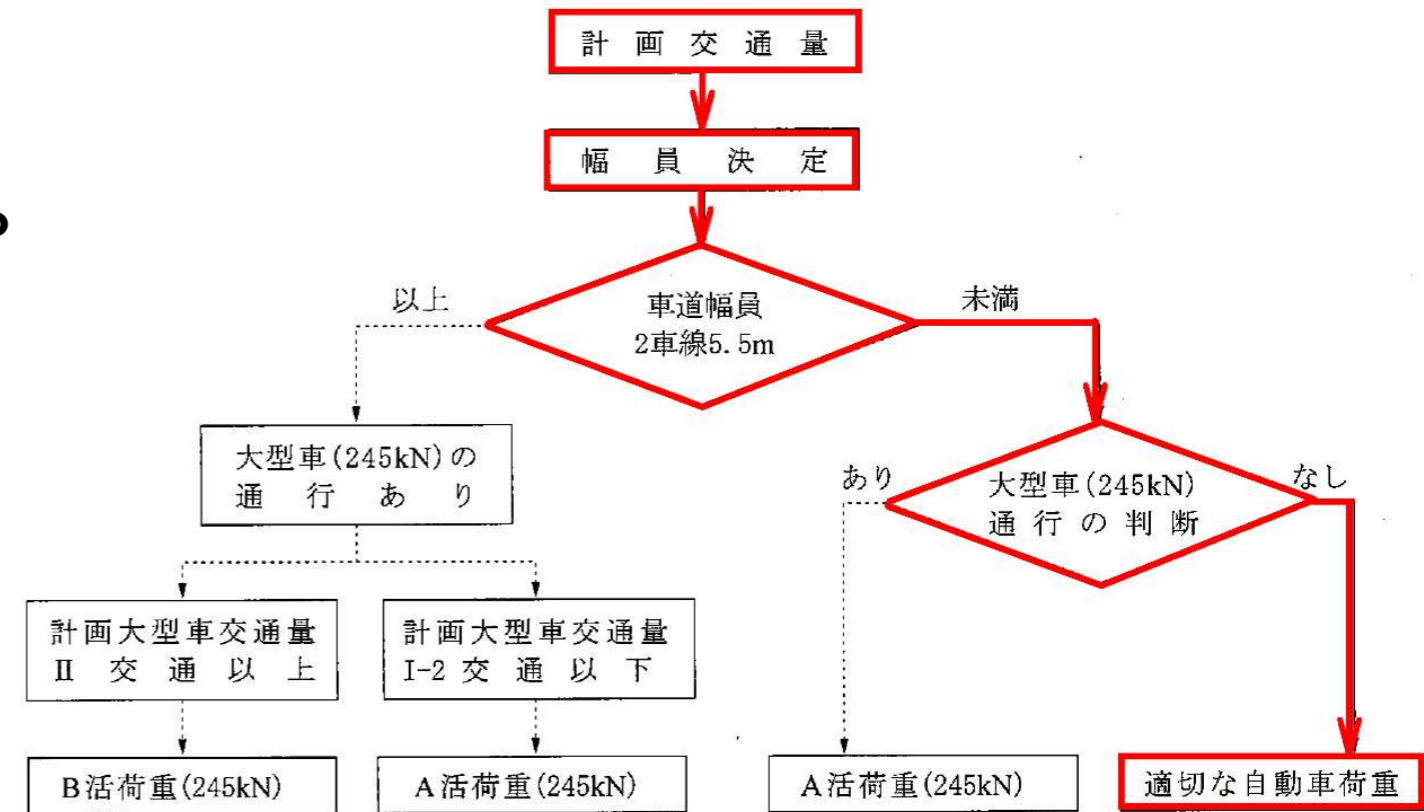 計画交通量
幅員決定
以上
未満
車道幅員
2車線5.5m
大型車(245kN)の
通行あり
あり
大型車(245kN)
通行の判断
なし
計画大型車交通量
Ⅱ交通以上
計画大型車交通量
I-2交通以下
B活荷重(245kN)
A活荷重(245kN)
A活荷重(245kN)
適切な自動車荷重